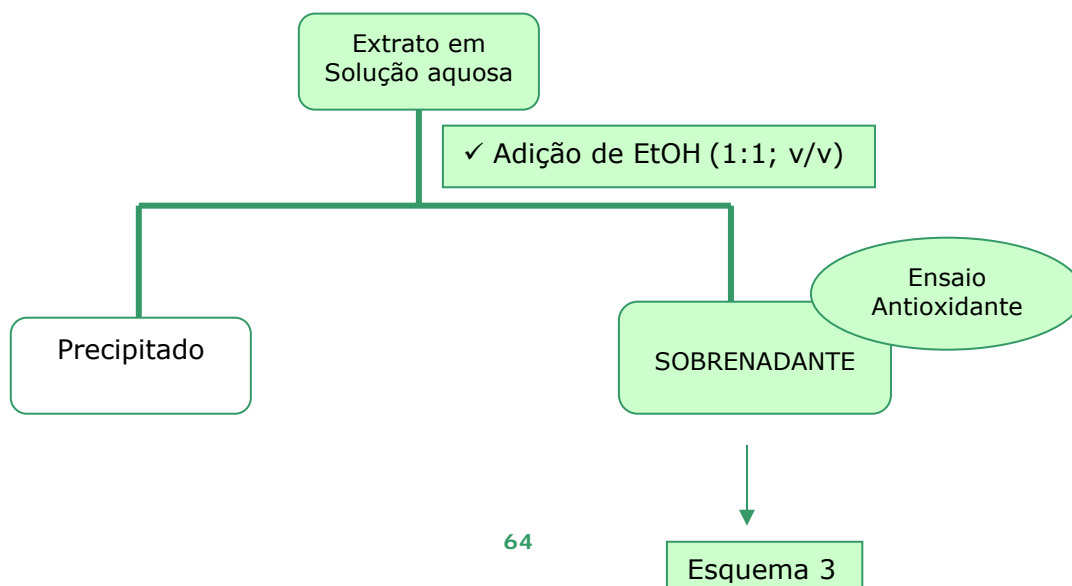 Extrato em
Solução aquosa
✓ Adição de EtOH (1:1; v/v)
Ensaio
Antioxidante
Precipitado
SOBRENADANTE
64
Esquema 3